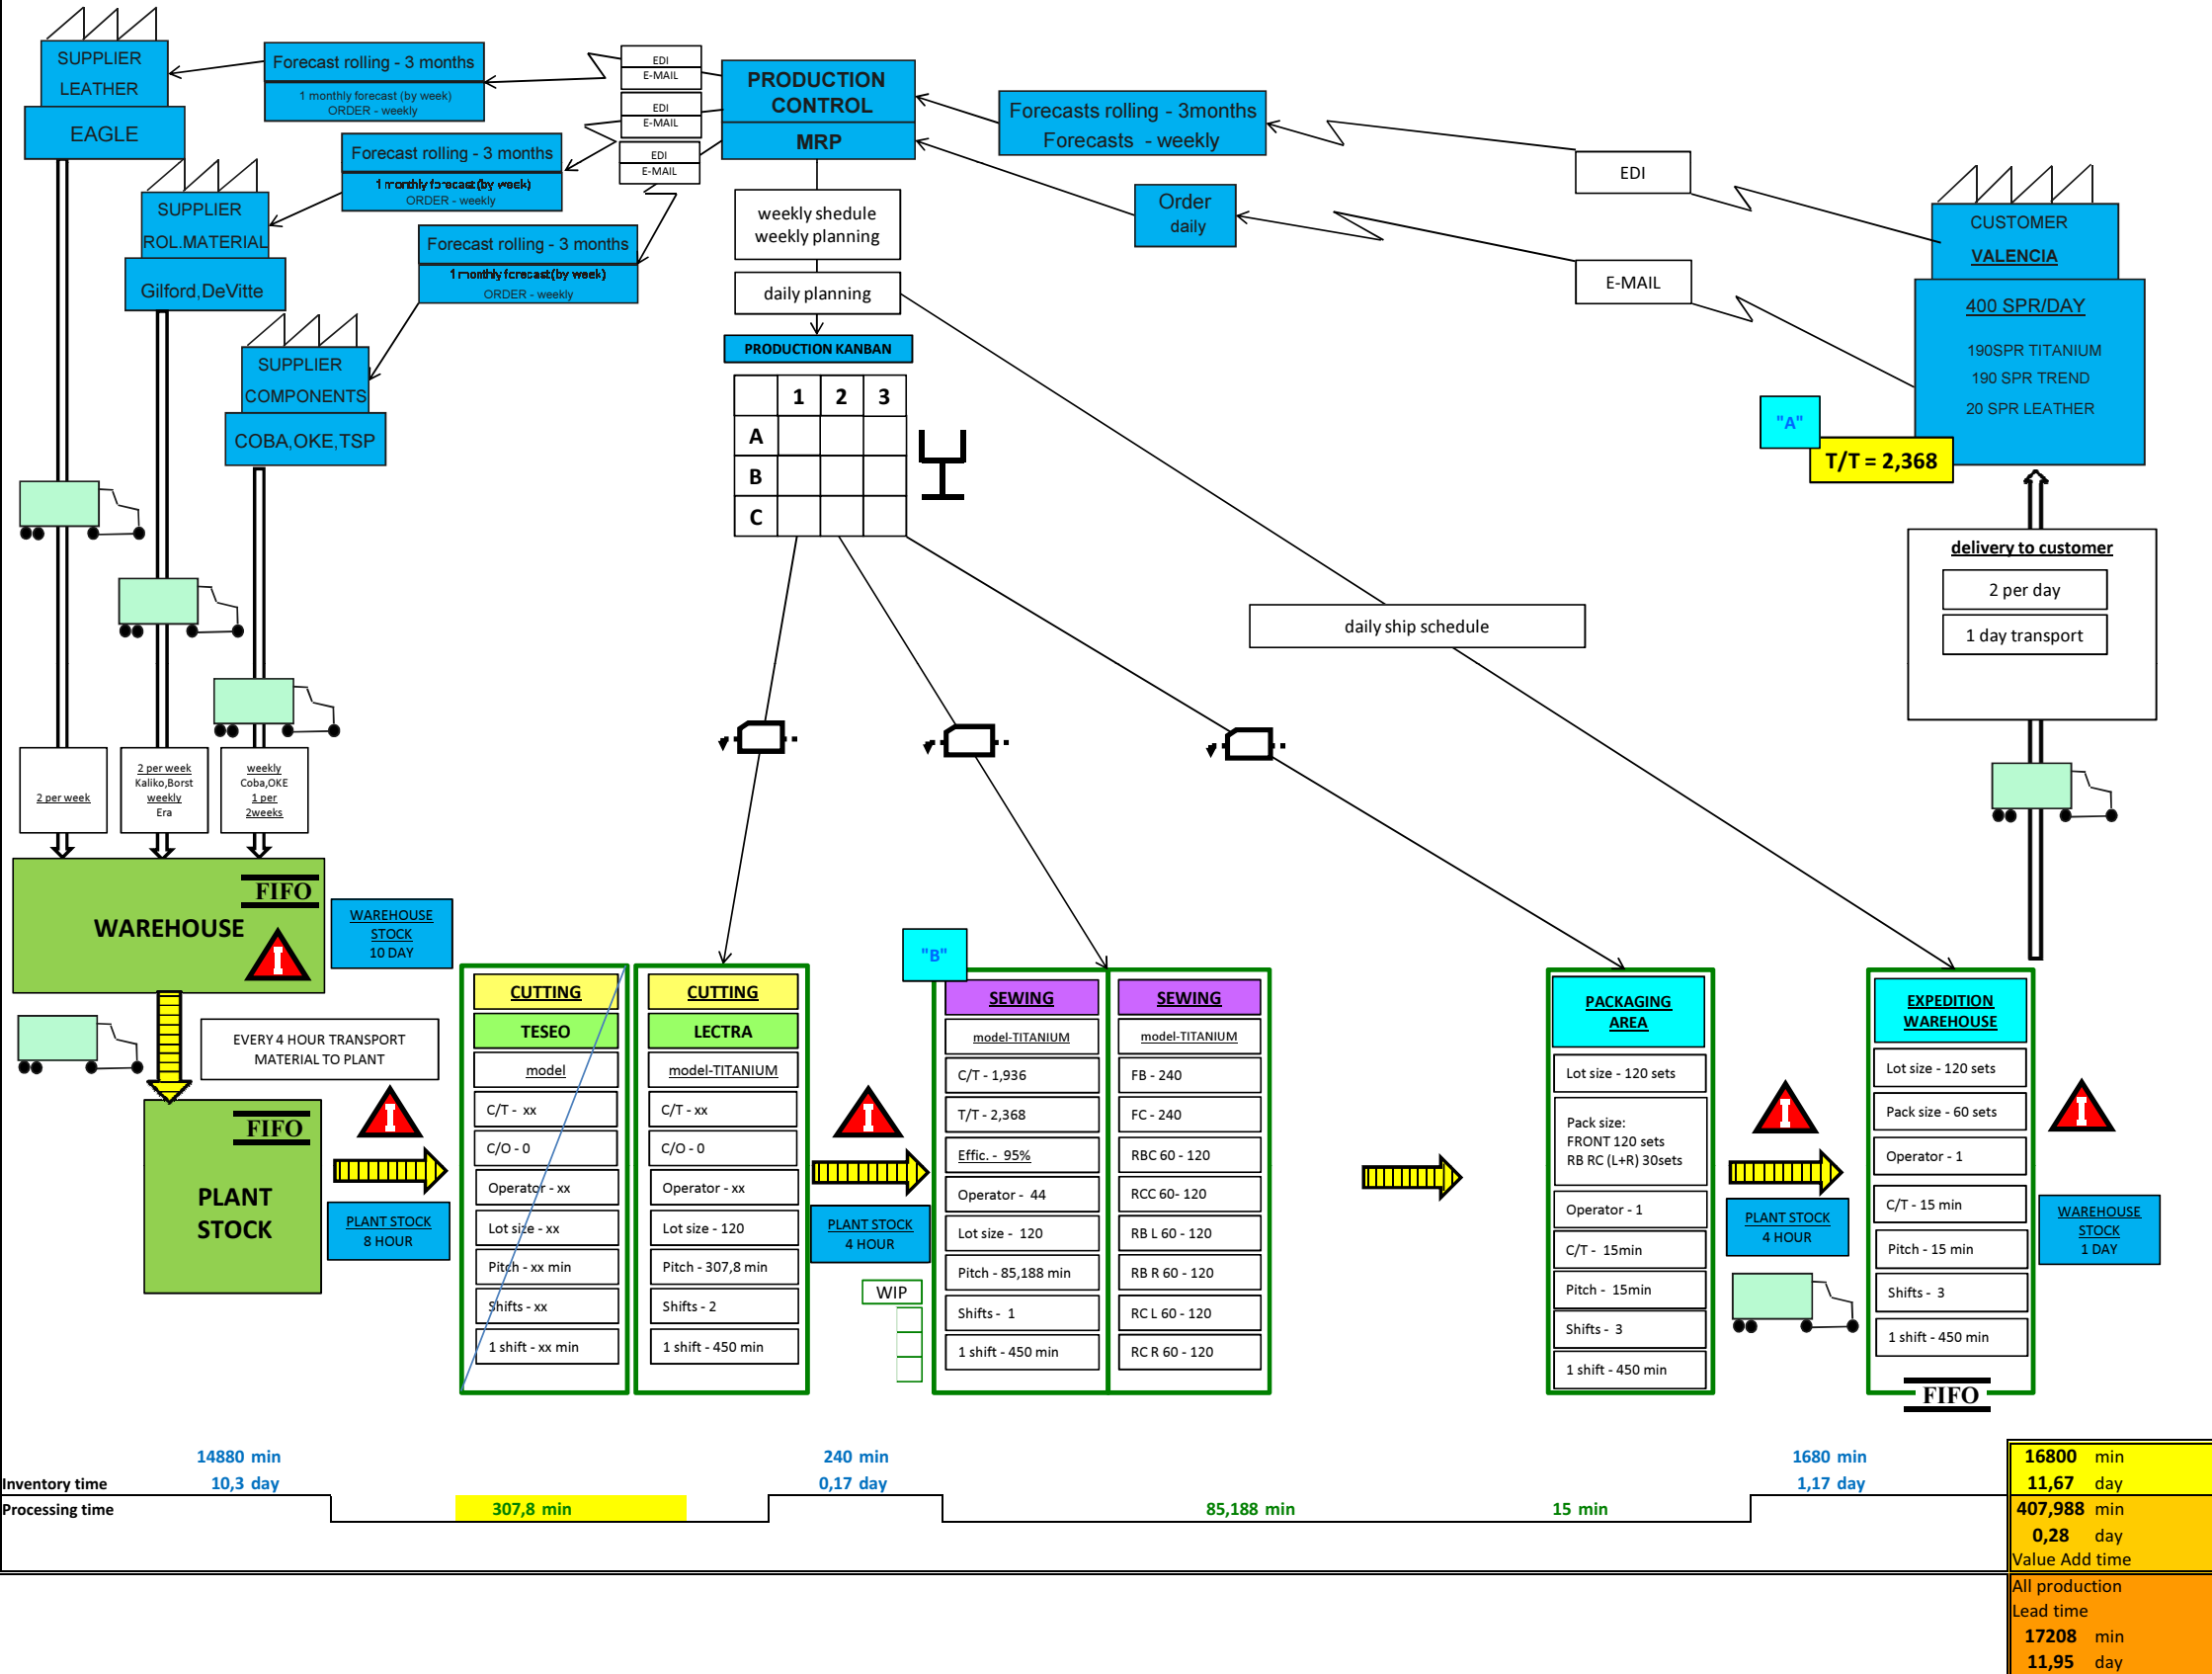 SUPPLIER
LEATHER
EAGLE
Forecast rolling - 3 months
1 monthly forecast (by week)
ORDER - weekly
EDI
E-MAIL
EDI
E-MAIL
EDI
E-MAIL
PRODUCTION
CONTROL
MRP
Forecasts rolling - 3months
Forecasts - weekly
EDI
Order
daily
E-MAIL
SUPPLIER
ROL.MATERIAL
Gilford,DeVitte
Forecast rolling - 3 months
1 monthly forecast (by week)
ORDER - weekly
SUPPLIER
COMPONENTS
COBA,OKE,TSP
Forecast rolling - 3 months
1 monthly forecast (by week)
ORDER - weekly
weekly shedule
weekly planning
daily planning
PRODUCTION KANBAN
1 2 3
A
B
C
CUSTOMER
VALENCIA
400 SPR/DAY
190SPR TITANIUM
190 SPR TREND
20 SPR LEATHER
"A"
T/T = 2,368
delivery to customer
2 per day
1 day transport
daily ship schedule
2 per week
2 per week
Kaliko,Borst
weekly
Era
weekly
Coba,OKE
1 per
2weeks
FIFO
WAREHOUSE
I
WAREHOUSE
STOCK
10 DAY
EVERY 4 HOUR TRANSPORT
MATERIAL TO PLANT
FIFO
PLANT
STOCK
I
PLANT STOCK
8 HOUR
CUTTING
TESEO
model
C/T - xx
C/O - 0
Operator - xx
Lot size - xx
Pitch - xx min
Shifts - xx
1 shift - xx min
CUTTING
LECTRA
model-TITANIUM
C/T - xx
C/O - 0
Operator - xx
Lot size - 120
Pitch - 307,8 min
Shifts - 2
1 shift - 450 min
I
PLANT STOCK
4 HOUR
WIP
"B"
SEWING
model-TITANIUM
C/T - 1,936
T/T - 2,368
Effic. - 95%
Operator - 44
Lot size - 120
Pitch - 85,188 min
Shifts - 1
1 shift - 450 min
SEWING
model-TITANIUM
FB - 240
FC - 240
RBC 60 - 120
RCC 60- 120
RB L 60 - 120
RB R 60 - 120
RC L 60 - 120
RC R 60 - 120
PACKAGING
AREA
Lot size - 120 sets
Pack size:
FRONT 120 sets
RB RC (L+R) 30sets
Operator - 1
C/T - 15min
Pitch - 15min
Shifts - 3
1 shift - 450 min
I
PLANT STOCK
4 HOUR
EXPEDITION
WAREHOUSE
Lot size - 120 sets
Pack size - 60 sets
Operator - 1
C/T - 15 min
Pitch - 15 min
Shifts - 3
1 shift - 450 min
FIFO
I
WAREHOUSE
STOCK
1 DAY
14880 min 240 min 1680 min 16800 min
Inventory time 10,3 day 0,17 day 1,17 day 11,67 day
Processing time 307,8 min 85,188 min 15 min 407,988 min
0,28 day
Value Add time
All production
Lead time
17208 min
11,95 day